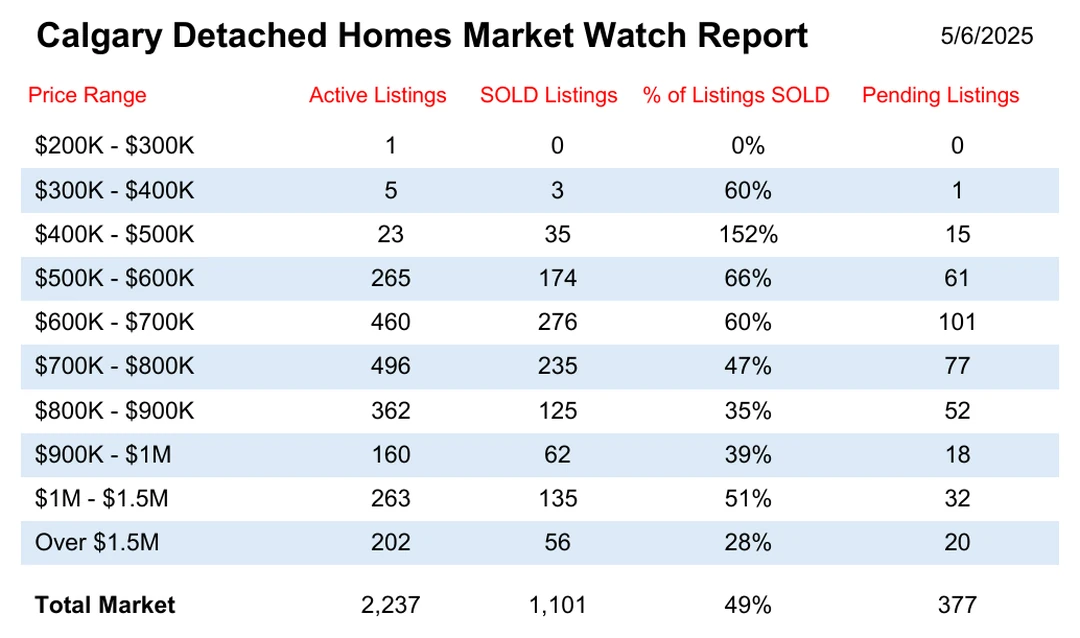 Calgary Detached Homes Market Watch Report 5/6/2025
Price Range Active Listings SOLD Listings % of Listings SOLD Pending Listings
$200K - $300K 1 0 0% 0
$300K - $400K 5 3 60% 1
$400K - $500K 23 35 152% 15
$500K - $600K 265 174 66% 61
$600K - $700K 460 276 60% 101
$700K - $800K 496 235 47% 77
$800K - $900K 362 125 35% 52
$900K - $1M 160 62 39% 18
$1M - $1.5M 263 135 51% 32
Over $1.5M 202 56 28% 20
Total Market 2,237 1,101 49% 377